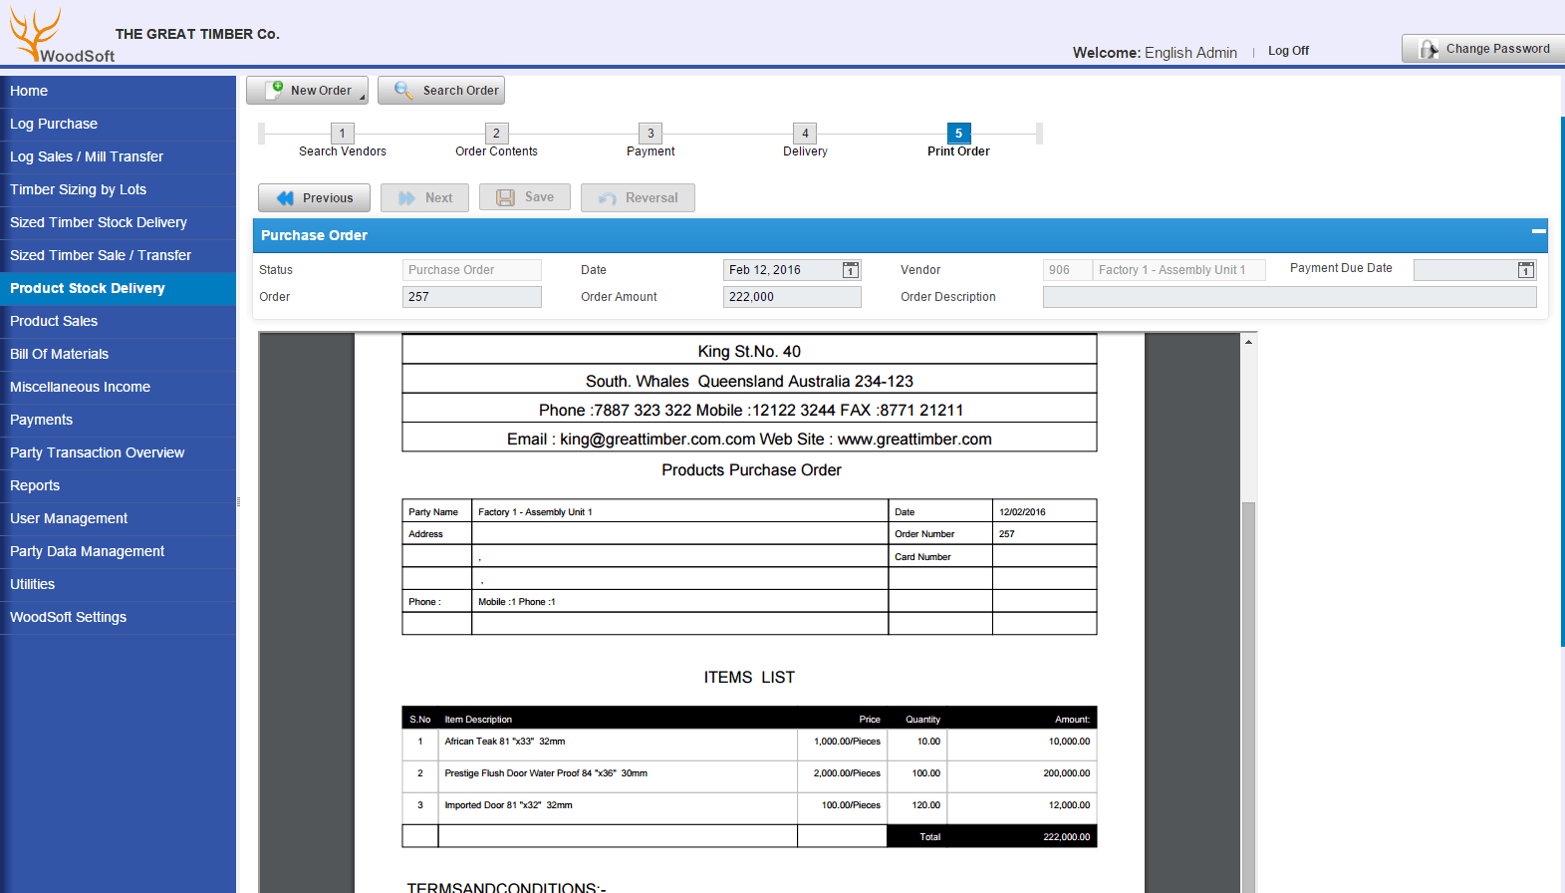 THE GREAT TIMBER Co.
WoodSoft
Welcome: English Admin | Log Off
Change Password
Home
Log Purchase
Log Sales / Mill Transfer
Timber Sizing by Lots
Sized Timber Stock Delivery
Sized Timber Sale / Transfer
Product Stock Delivery
Product Sales
Bill Of Materials
Miscellaneous Income
Payments
Party Transaction Overview
Reports
User Management
Party Data Management
Utilities
WoodSoft Settings
New Order Search Order
1 2 3 4 5
Search Vendors Order Contents Payment Delivery Print Order
Previous Next Save Reversal
Purchase Order
Status Purchase Order Date Feb 12, 2016 1 Vendor 906 Factory 1 - Assembly Unit 1 Payment Due Date 1
Order 257 Order Amount 222,000 Order Description
King St.No. 40
South. Whales Queensland Australia 234-123
Phone :7887 323 322 Mobile :12122 3244 FAX :8771 21211
Email : king@greattimber.com.com Web Site : www.greattimber.com
Products Purchase Order
Party Name Factory 1 - Assembly Unit 1 Date 12/02/2016
Address Order Number 257
, Card Number
,
Phone : Mobile :1 Phone :1
ITEMS LIST
S.No Item Description Price Quantity Amount:
1 African Teak 81 "x33" 32mm 1,000.00/Pieces 10.00 10,000.00
2 Prestige Flush Door Water Proof 84 "x36" 30mm 2,000.00/Pieces 100.00 200,000.00
3 Imported Door 81 "x32" 32mm 100.00/Pieces 120.00 12,000.00
Total 222,000.00
TERMSANDCONDITIONS:-